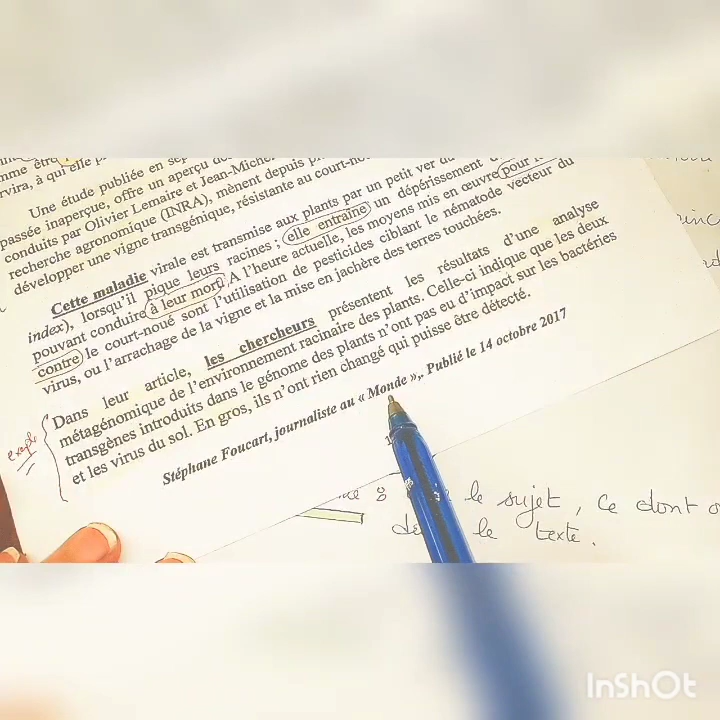 Une étude publiée en
passée inaperçue, offre un aperçu
conduits par Olivier Lemaire et Jean-Michel
recherche agronomique (INRA), mènent depuis
développer une vigne transgénique, résistante au court-noué
Cette maladie virale est transmise aux plants par un petit ver du
index), lorsqu'il pique leurs racines ; elle entraîne un dépérissement
pouvant conduire à leur mort. A l'heure actuelle, les moyens mis en œuvre pour
contre le court-noué sont l'utilisation de pesticides ciblant le nématode vecteur du
virus, ou l'arrachage de la vigne et la mise en jachère des terres touchées.
Dans leur article, les chercheurs présentent les résultats d'une analyse
métagénomique de l'environnement racinaire des plants. Celle-ci indique que les deux
transgènes introduits dans le génome des plants n'ont pas eu d'impact sur les bactéries
et les virus du sol. En gros, ils n'ont rien changé qui puisse être détecté.
Stéphane Foucart, journaliste au « Monde »,. Publié le 14 octobre 2017
le sujet, ce dont
le texte.
InShOt